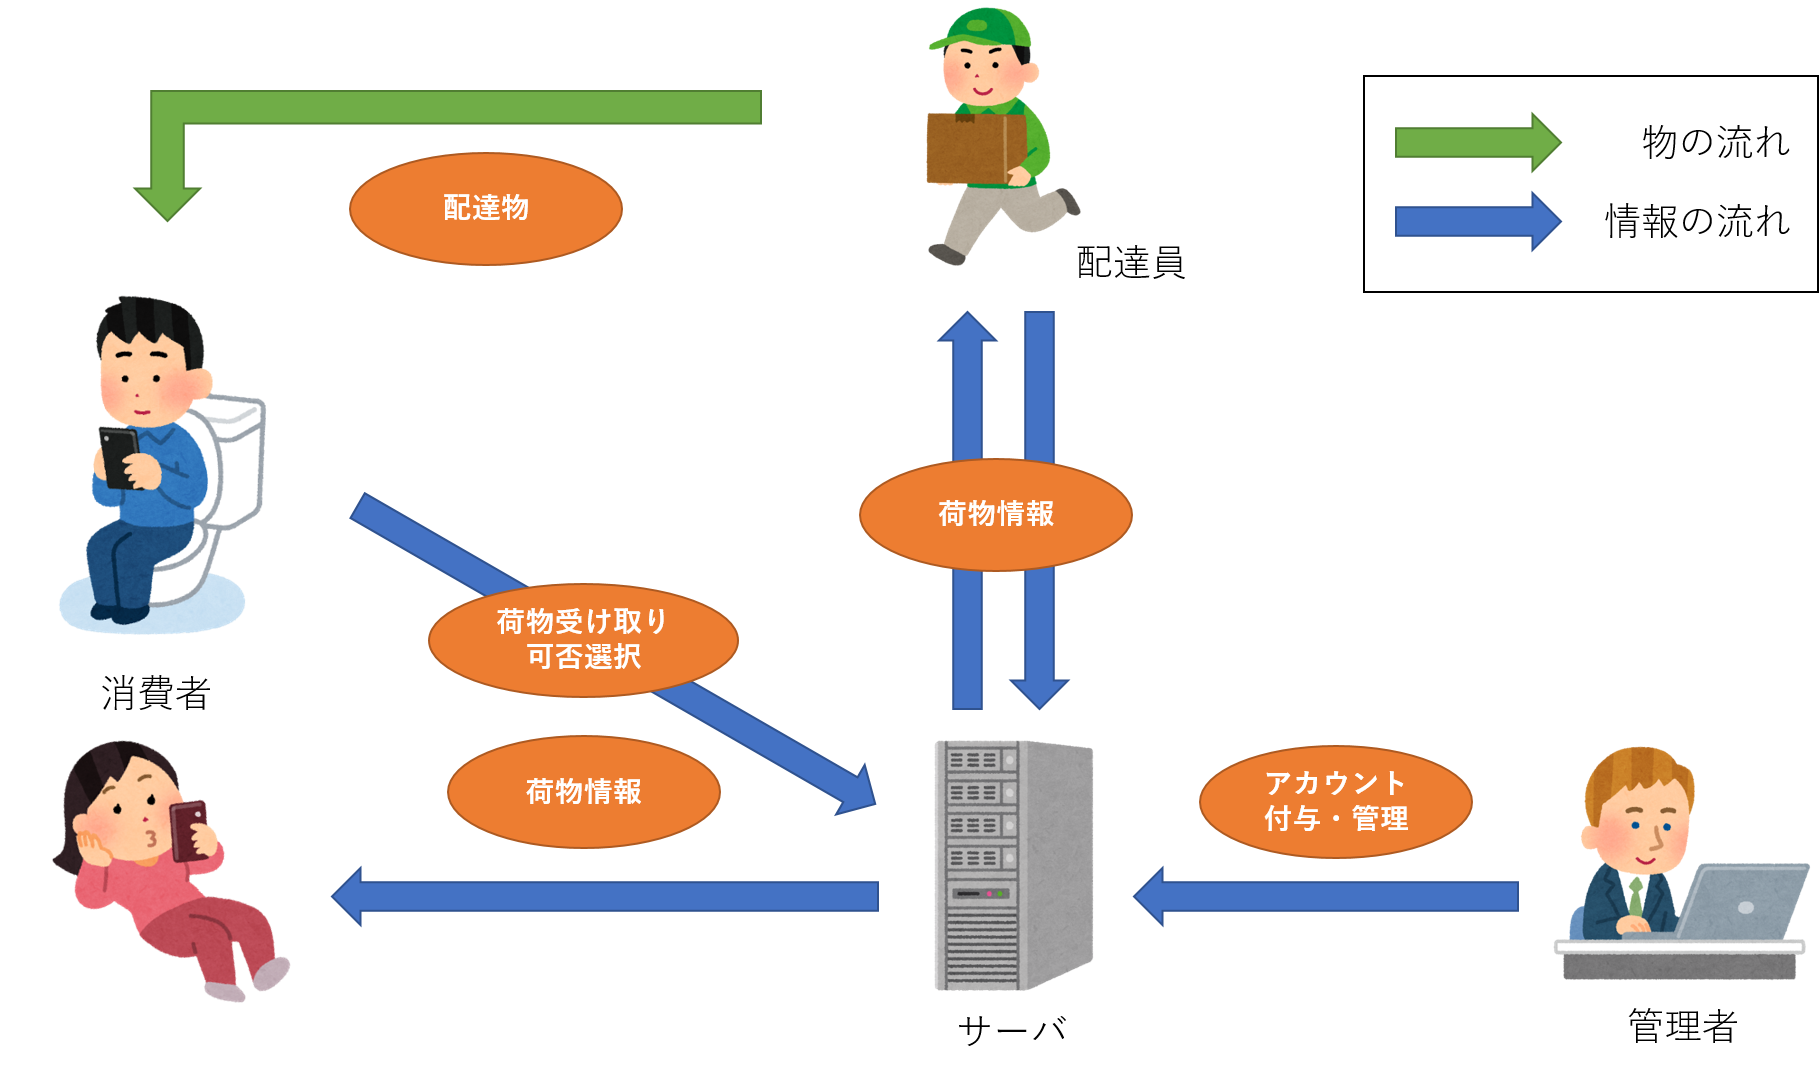 物の流れ
情報の流れ
配達物
配達員
荷物情報
荷物受け取り
可否選択
消費者
荷物情報
アカウント
付与・管理
サーバ
管理者